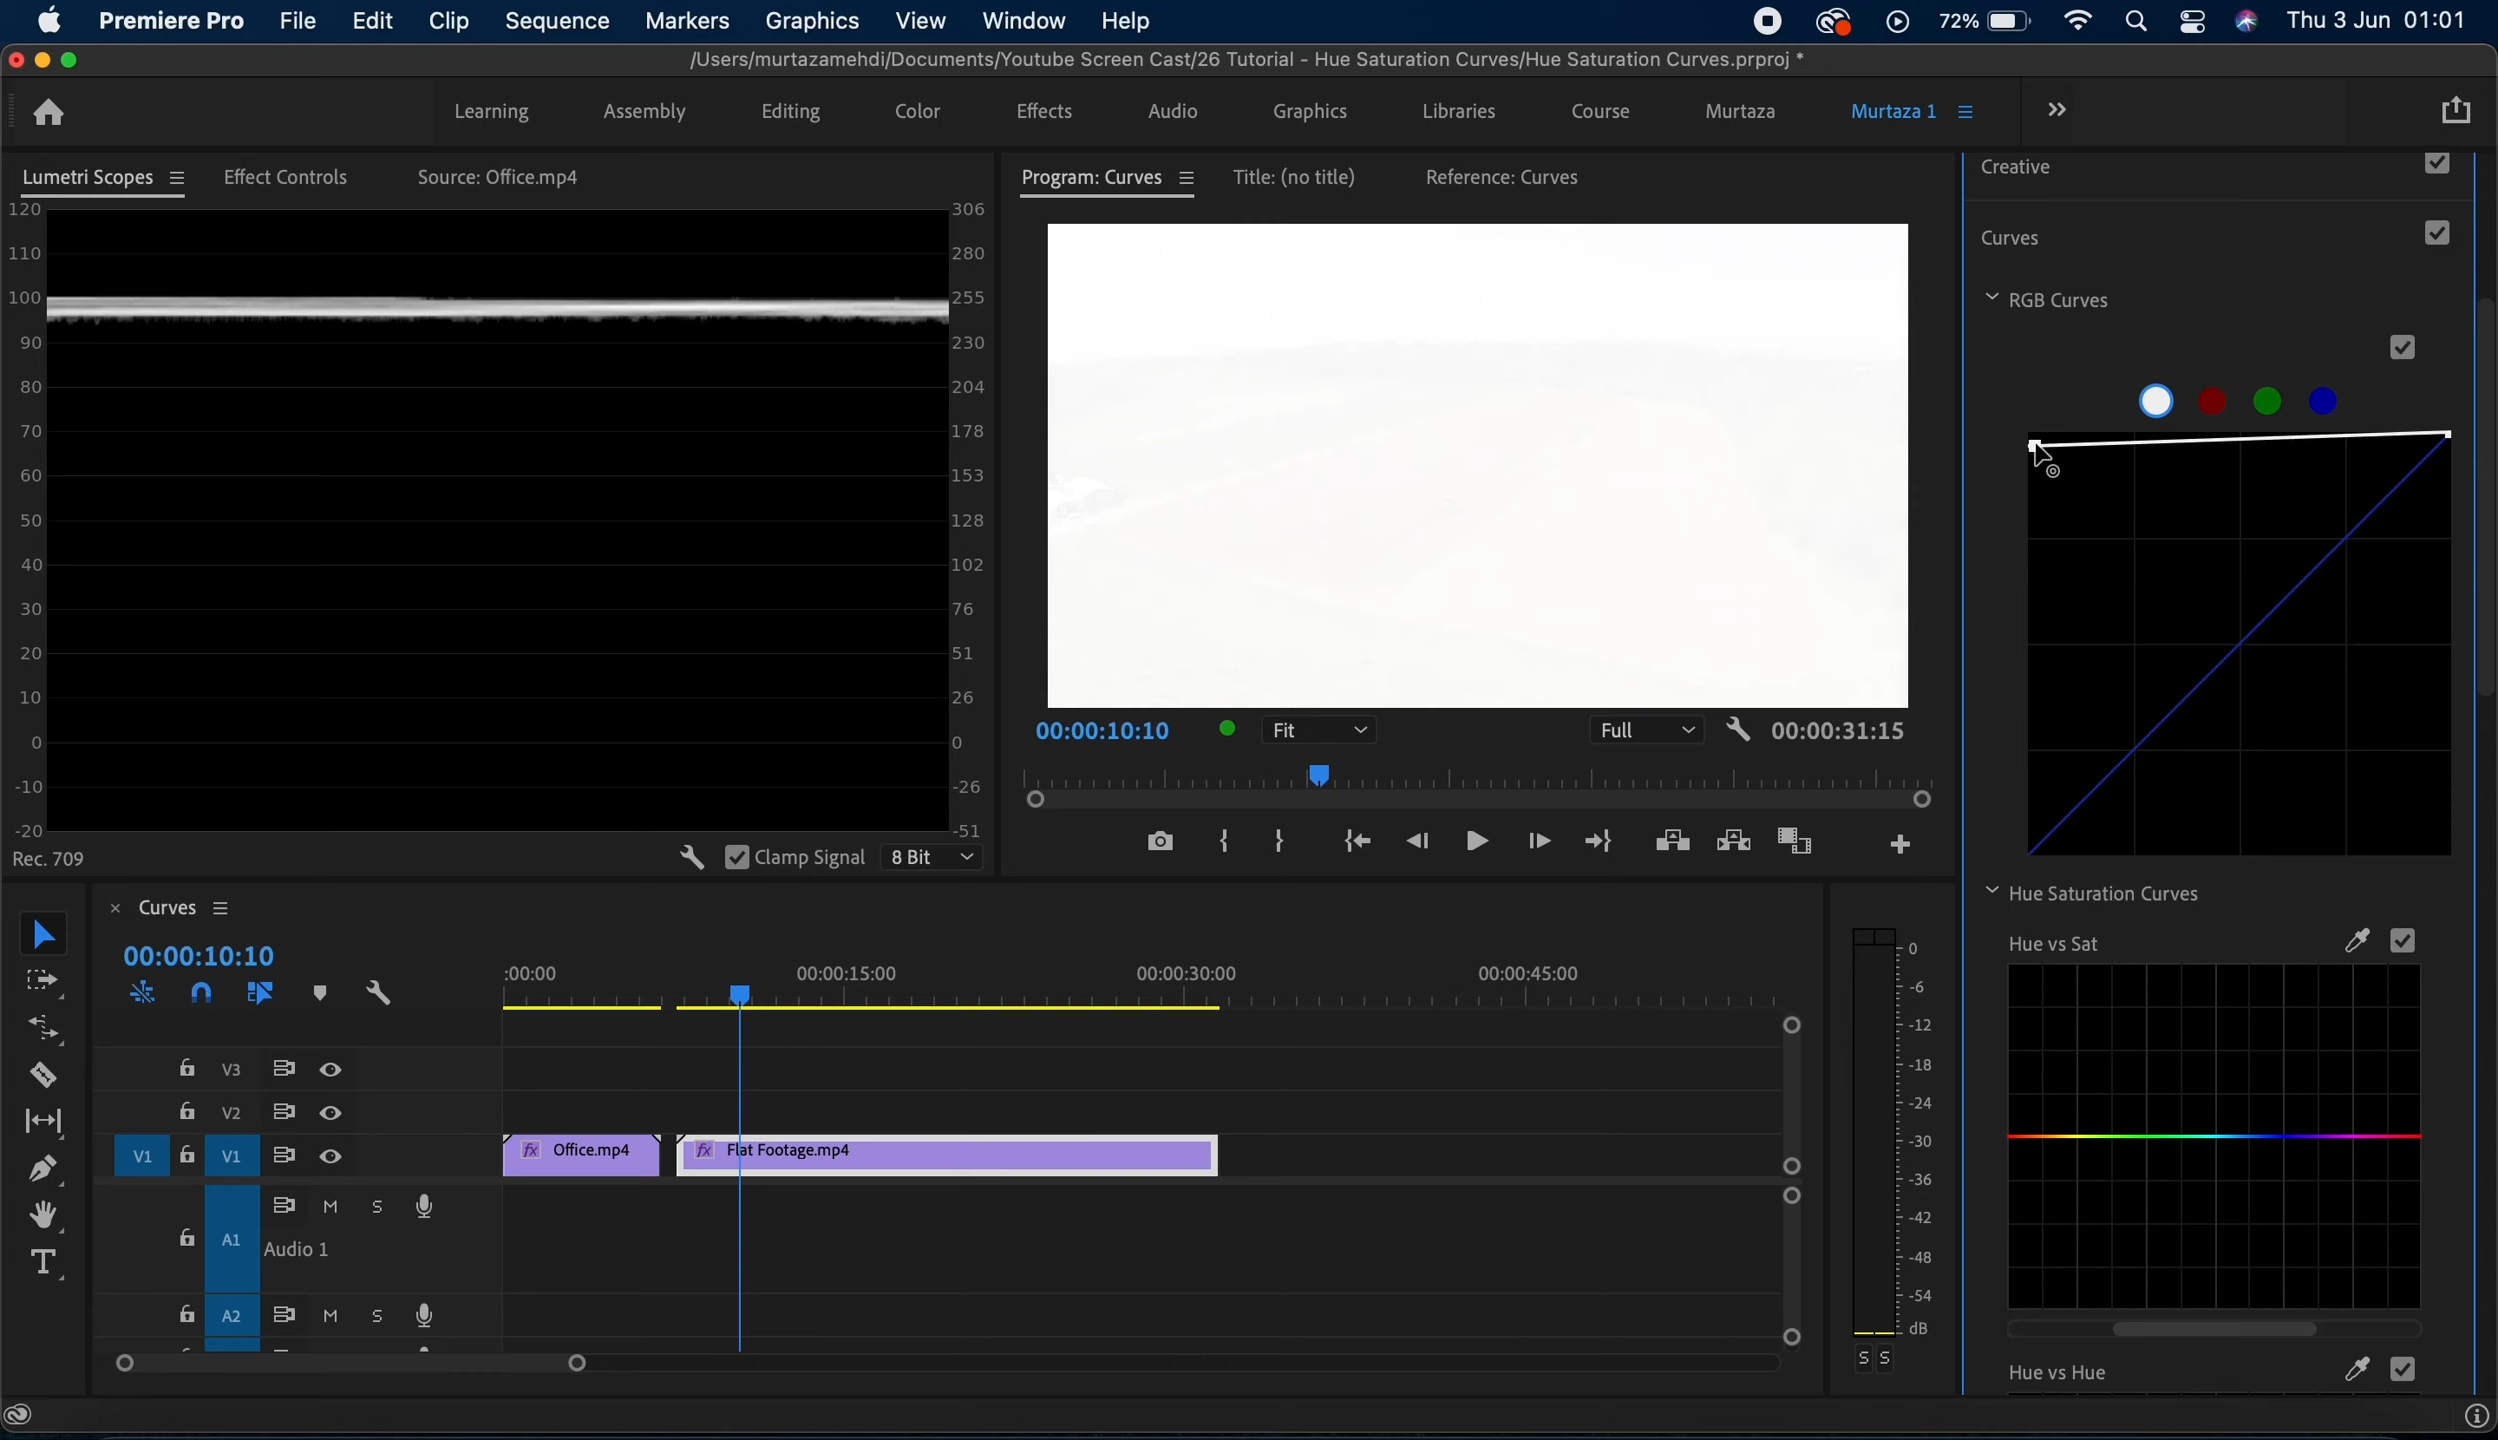 Premiere Pro File Edit Clip Sequence Markers Graphics View Window Help 72% Thu 3 Jun 01:01
/Users/murtazamehdi/Documents/Youtube Screen Cast/26 Tutorial - Hue Saturation Curves/Hue Saturation Curves.prproj *
Learning Assembly Editing Color Effects Audio Graphics Libraries Course Murtaza Murtaza 1
Lumetri Scopes Effect Controls Source: Office.mp4
120 306
110 280
100 255
90 230
80 204
70 178
60 153
50 128
40 102
30 76
20 51
10 26
0 0
-10 -26
-20 -51
Rec. 709 Clamp Signal 8 Bit
Program: Curves Title: (no title) Reference: Curves
00:00:10:10 Fit Full 00:00:31:15
Creative
Curves
RGB Curves
Hue Saturation Curves
Hue vs Sat
Hue vs Hue
× Curves
00:00:10:10
:00:00 00:00:15:00 00:00:30:00 00:00:45:00
V3
V2
V1 V1 fx Office.mp4 fx Flat Footage.mp4
M S
A1
Audio 1
A2 M S
T
0
-6
-12
-18
-24
-30
-36
-42
-48
-54
dB
S S